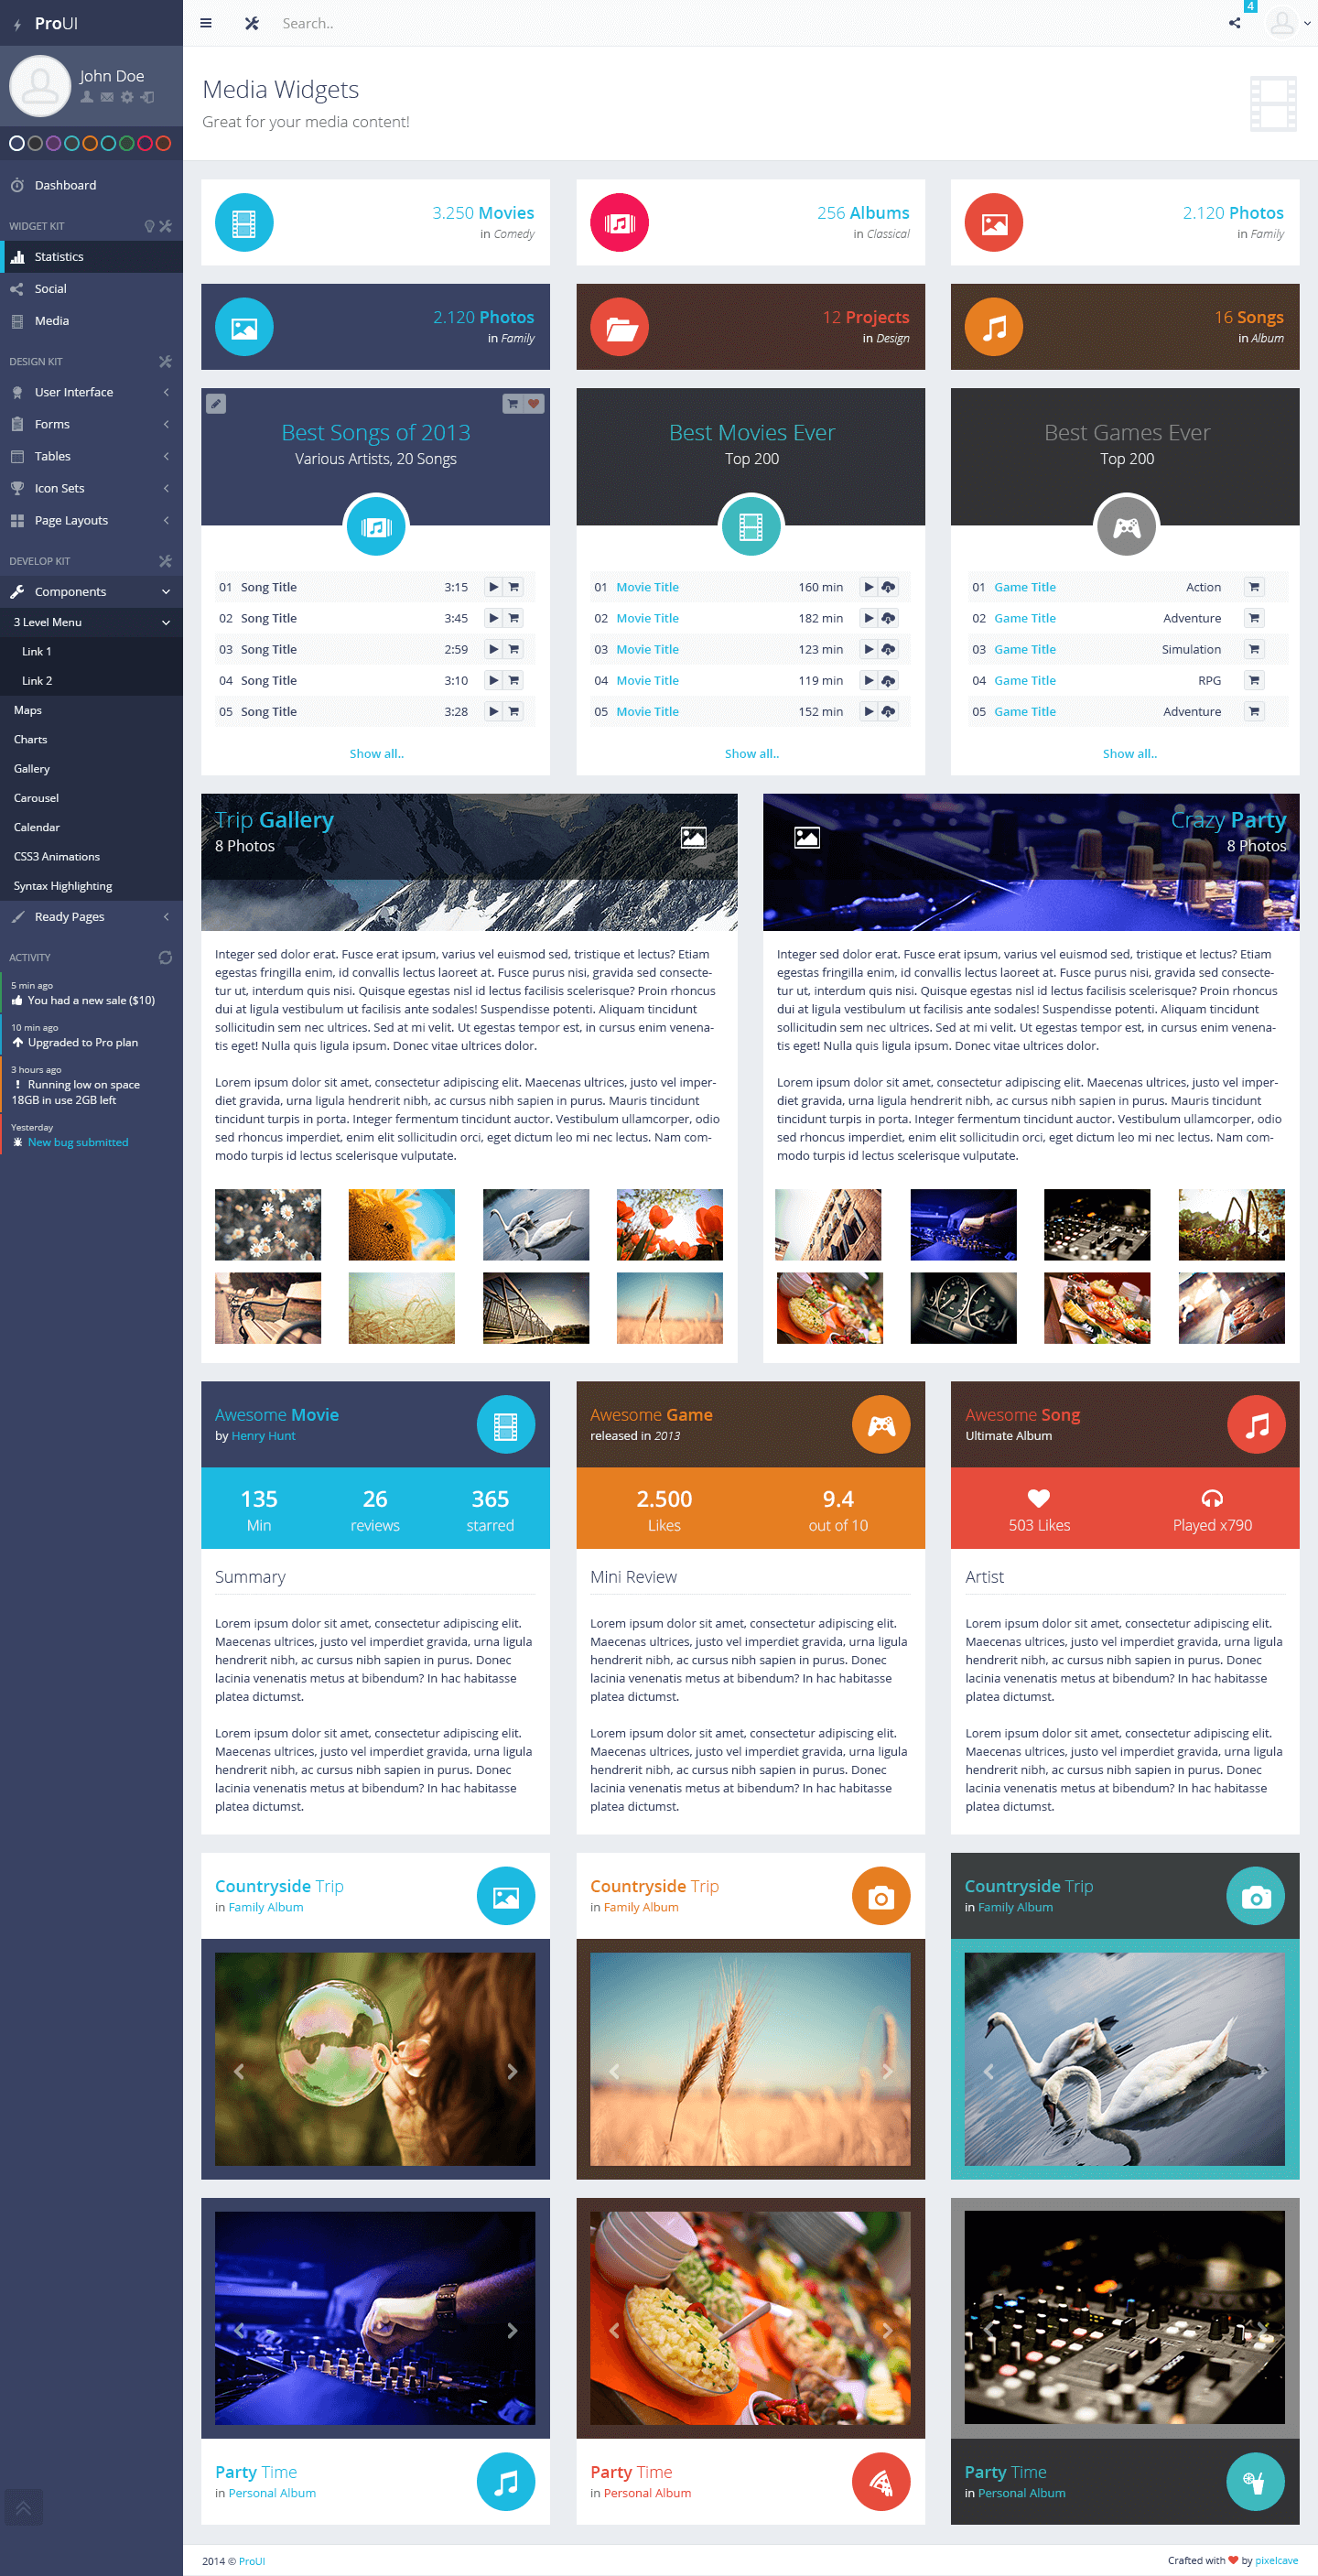 ProUI
John Doe
Dashboard
WIDGET KIT
Statistics
Social
Media
DESIGN KIT
User Interface
Forms
Tables
Icon Sets
Page Layouts
DEVELOP KIT
Components
3 Level Menu
Link 1
Link 2
Maps
Charts
Gallery
Carousel
Calendar
CSS3 Animations
Syntax Highlighting
Ready Pages
ACTIVITY
5 min ago
You had a new sale ($10)
10 min ago
Upgraded to Pro plan
3 hours ago
Running low on space
18GB in use 2GB left
Yesterday
New bug submitted
Search..
4
Media Widgets
Great for your media content!
3.250 Movies
in Comedy
256 Albums
in Classical
2.120 Photos
in Family
2.120 Photos
in Family
12 Projects
in Design
16 Songs
in Album
Best Songs of 2013
Various Artists, 20 Songs
01 Song Title 3:15
02 Song Title 3:45
03 Song Title 2:59
04 Song Title 3:10
05 Song Title 3:28
Show all..
Best Movies Ever
Top 200
01 Movie Title 160 min
02 Movie Title 182 min
03 Movie Title 123 min
04 Movie Title 119 min
05 Movie Title 152 min
Show all..
Best Games Ever
Top 200
01 Game Title Action
02 Game Title Adventure
03 Game Title Simulation
04 Game Title RPG
05 Game Title Adventure
Show all..
Trip Gallery
8 Photos
Integer sed dolor erat. Fusce erat ipsum, varius vel euismod sed, tristique et lectus? Etiam
egestas fringilla enim, id convallis lectus laoreet at. Fusce purus nisi, gravida sed consecte-
tur ut, interdum quis nisi. Quisque egestas nisl id lectus facilisis scelerisque? Proin rhoncus
dui at ligula vestibulum ut facilisis ante sodales! Suspendisse potenti. Aliquam tincidunt
sollicitudin sem nec ultrices. Sed at mi velit. Ut egestas tempor est, in cursus enim venena-
tis eget! Nulla quis ligula ipsum. Donec vitae ultrices dolor.
Lorem ipsum dolor sit amet, consectetur adipiscing elit. Maecenas ultrices, justo vel imper-
diet gravida, urna ligula hendrerit nibh, ac cursus nibh sapien in purus. Mauris tincidunt
tincidunt turpis in porta. Integer fermentum tincidunt auctor. Vestibulum ullamcorper, odio
sed rhoncus imperdiet, enim elit sollicitudin orci, eget dictum leo mi nec lectus. Nam com-
modo turpis id lectus scelerisque vulputate.
Crazy Party
8 Photos
Integer sed dolor erat. Fusce erat ipsum, varius vel euismod sed, tristique et lectus? Etiam
egestas fringilla enim, id convallis lectus laoreet at. Fusce purus nisi, gravida sed consecte-
tur ut, interdum quis nisi. Quisque egestas nisl id lectus facilisis scelerisque? Proin rhoncus
dui at ligula vestibulum ut facilisis ante sodales! Suspendisse potenti. Aliquam tincidunt
sollicitudin sem nec ultrices. Sed at mi velit. Ut egestas tempor est, in cursus enim venena-
tis eget! Nulla quis ligula ipsum. Donec vitae ultrices dolor.
Lorem ipsum dolor sit amet, consectetur adipiscing elit. Maecenas ultrices, justo vel imper-
diet gravida, urna ligula hendrerit nibh, ac cursus nibh sapien in purus. Mauris tincidunt
tincidunt turpis in porta. Integer fermentum tincidunt auctor. Vestibulum ullamcorper, odio
sed rhoncus imperdiet, enim elit sollicitudin orci, eget dictum leo mi nec lectus. Nam com-
modo turpis id lectus scelerisque vulputate.
Awesome Movie
by Henry Hunt
135 26 365
Min reviews starred
Summary
Lorem ipsum dolor sit amet, consectetur adipiscing elit.
Maecenas ultrices, justo vel imperdiet gravida, urna ligula
hendrerit nibh, ac cursus nibh sapien in purus. Donec
lacinia venenatis metus at bibendum? In hac habitasse
platea dictumst.
Lorem ipsum dolor sit amet, consectetur adipiscing elit.
Maecenas ultrices, justo vel imperdiet gravida, urna ligula
hendrerit nibh, ac cursus nibh sapien in purus. Donec
lacinia venenatis metus at bibendum? In hac habitasse
platea dictumst.
Awesome Game
released in 2013
2.500 9.4
Likes out of 10
Mini Review
Lorem ipsum dolor sit amet, consectetur adipiscing elit.
Maecenas ultrices, justo vel imperdiet gravida, urna ligula
hendrerit nibh, ac cursus nibh sapien in purus. Donec
lacinia venenatis metus at bibendum? In hac habitasse
platea dictumst.
Lorem ipsum dolor sit amet, consectetur adipiscing elit.
Maecenas ultrices, justo vel imperdiet gravida, urna ligula
hendrerit nibh, ac cursus nibh sapien in purus. Donec
lacinia venenatis metus at bibendum? In hac habitasse
platea dictumst.
Awesome Song
Ultimate Album
503 Likes Played x790
Artist
Lorem ipsum dolor sit amet, consectetur adipiscing elit.
Maecenas ultrices, justo vel imperdiet gravida, urna ligula
hendrerit nibh, ac cursus nibh sapien in purus. Donec
lacinia venenatis metus at bibendum? In hac habitasse
platea dictumst.
Lorem ipsum dolor sit amet, consectetur adipiscing elit.
Maecenas ultrices, justo vel imperdiet gravida, urna ligula
hendrerit nibh, ac cursus nibh sapien in purus. Donec
lacinia venenatis metus at bibendum? In hac habitasse
platea dictumst.
Countryside Trip
in Family Album
Countryside Trip
in Family Album
Countryside Trip
in Family Album
Party Time
in Personal Album
Party Time
in Personal Album
Party Time
in Personal Album
2014 © ProUI
Crafted with by pixelcave